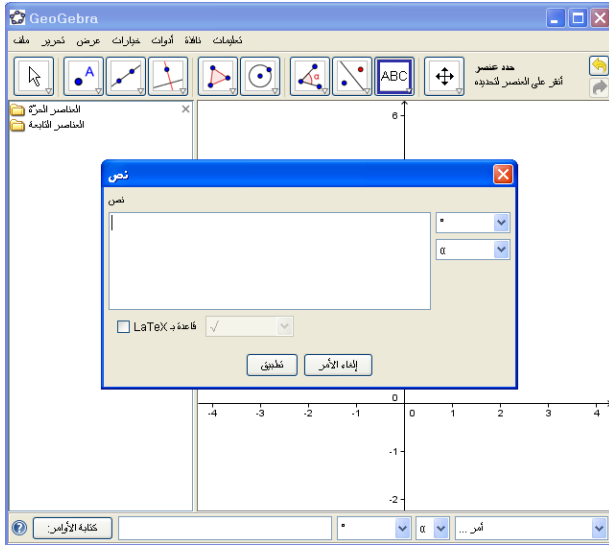 GeoGebra
ملف تحرير عرض خيارات أدوات نافذة تعليمات
A
α
ABC
حدد عنصر
أنقر على العنصر لتحديده
العناصر الحرّة
العناصر التابعة
6
نص
نص
°
α
قاعدة بـ LaTeX
√
تطبيق
إلغاء الأمر
0
-4 -3 -2 -1 0 1 2 3 4
-1
-2
كتابة الأوامر:
°
α
أمر ...